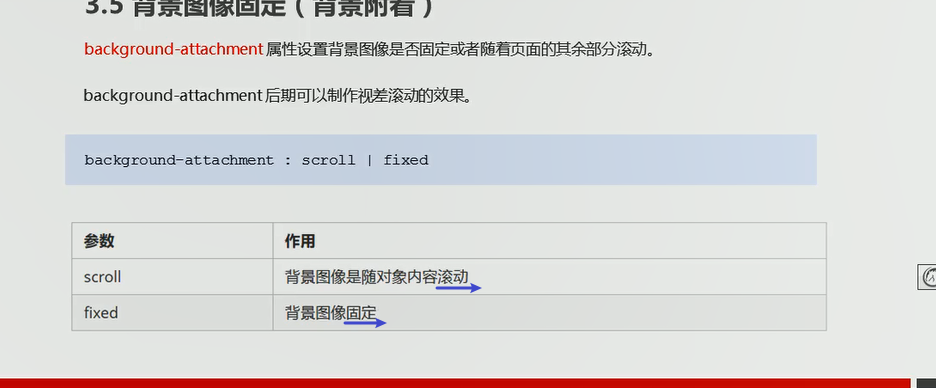 3.5 背景图像固定（背景附着）
background-attachment 属性设置背景图像是否固定或者随着页面的其余部分滚动。
background-attachment 后期可以制作视差滚动的效果。
background-attachment : scroll | fixed
参数 作用
scroll 背景图像是随对象内容滚动
fixed 背景图像固定